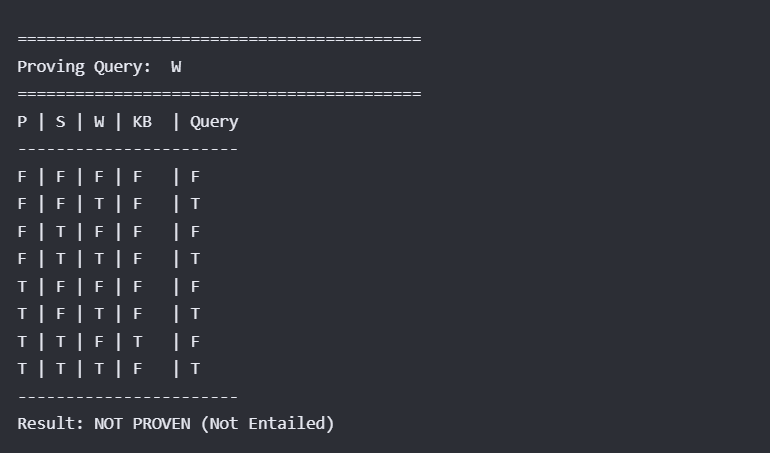 ==========================================
Proving Query:  W
==========================================
P | S | W | KB  | Query
-----------------------
F | F | F | F   | F
F | F | T | F   | T
F | T | F | F   | F
F | T | T | F   | T
T | F | F | F   | F
T | F | T | F   | T
T | T | F | T   | F
T | T | T | F   | T
-----------------------
Result: NOT PROVEN (Not Entailed)